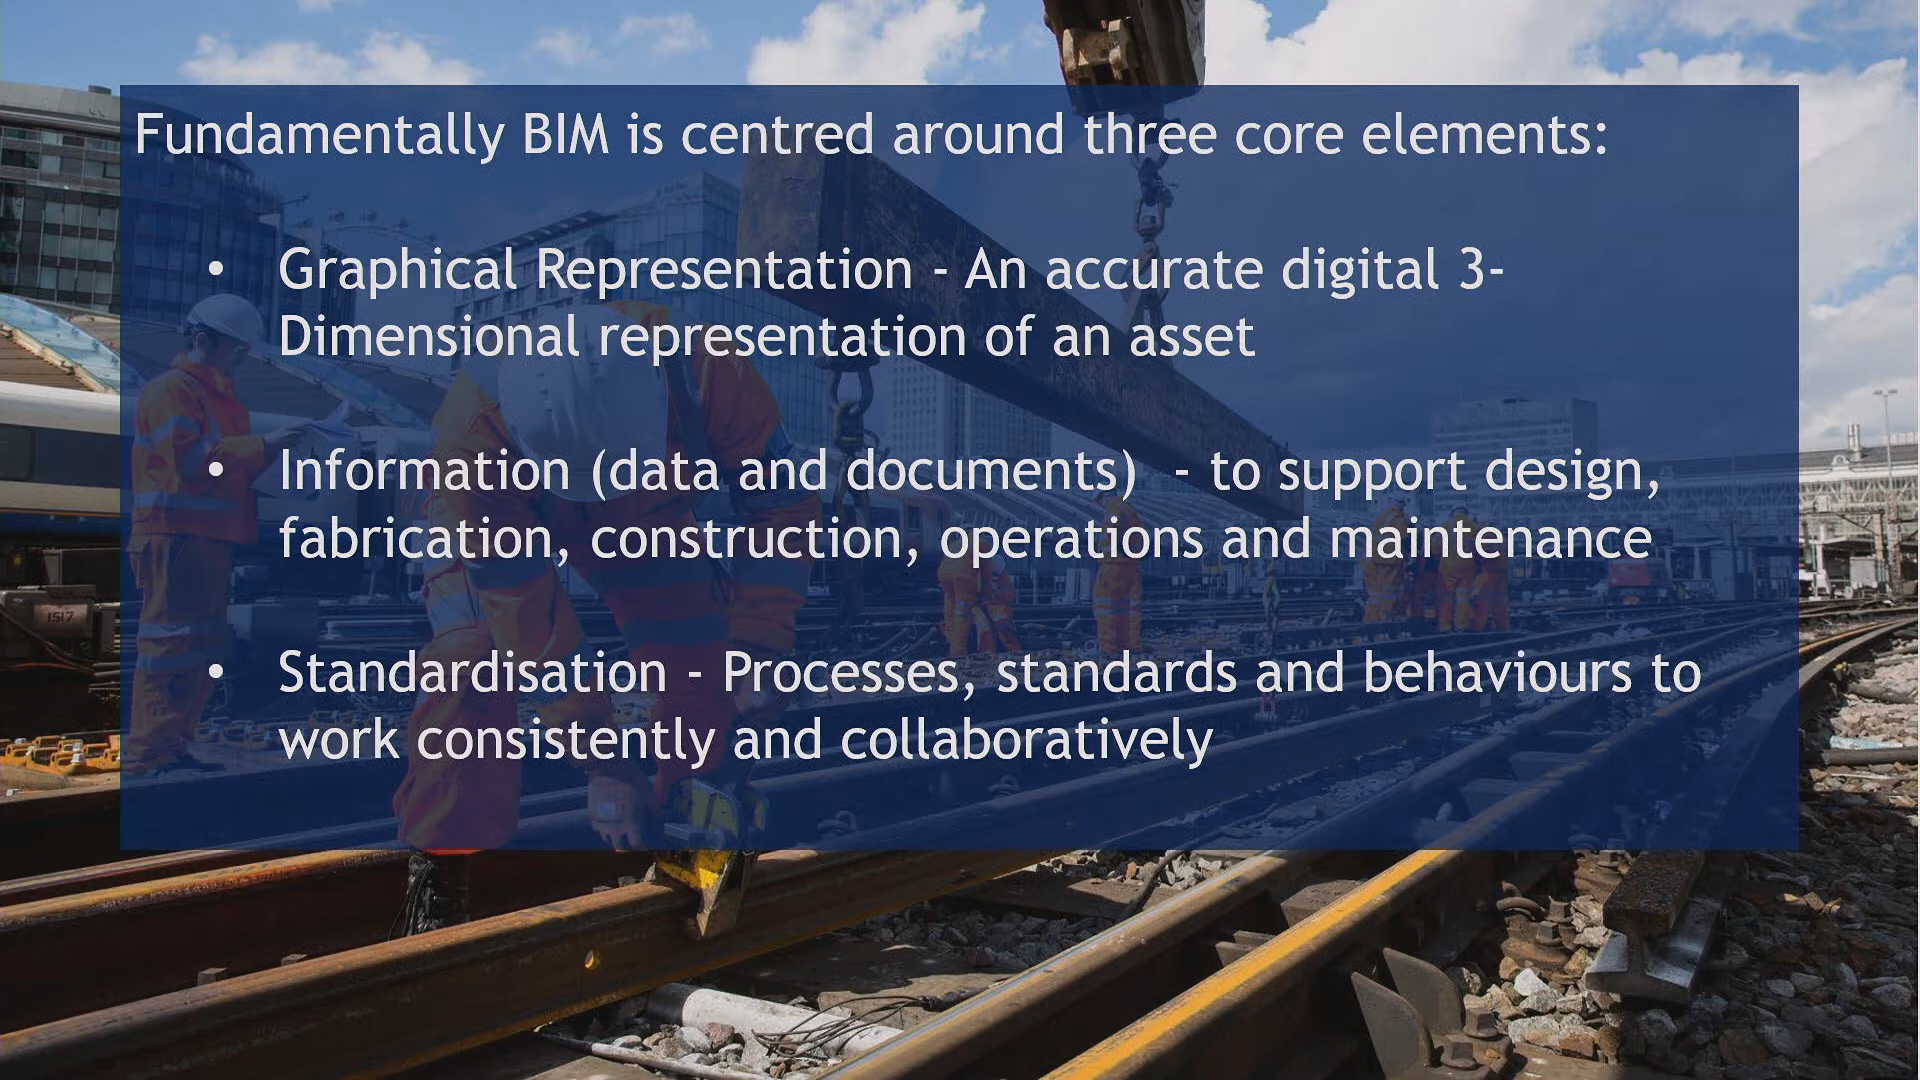 Fundamentally BIM is centred around three core elements:
• Graphical Representation - An accurate digital 3-
Dimensional representation of an asset
• Information (data and documents)  - to support design,
fabrication, construction, operations and maintenance
• Standardisation - Processes, standards and behaviours to
work consistently and collaboratively
1517